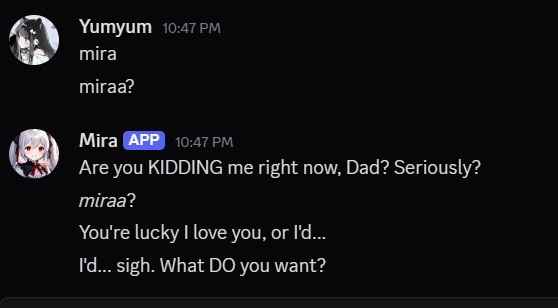 Yumyum 10:47 PM
mira
miraa?
Mira APP 10:47 PM
Are you KIDDING me right now, Dad? Seriously?
miraa?
You're lucky I love you, or I'd...
I'd... sigh. What DO you want?